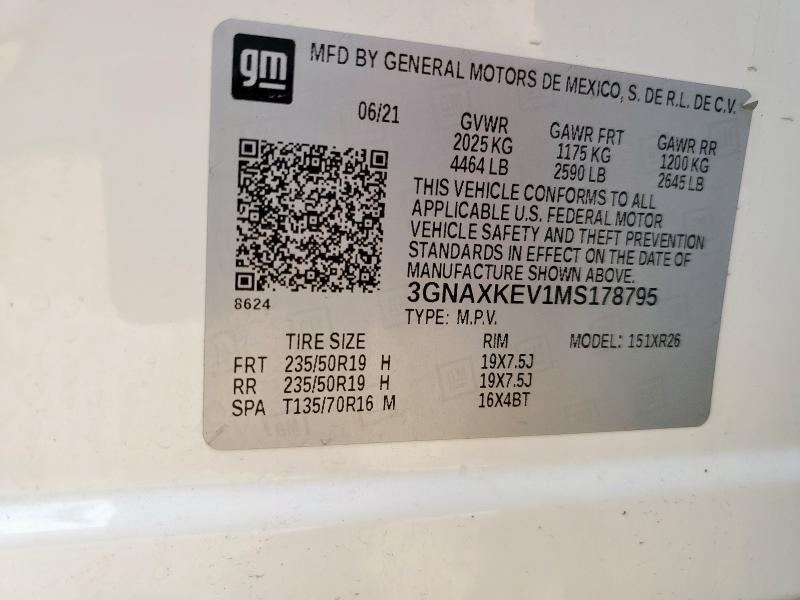 gm MFD BY GENERAL MOTORS DE MEXICO, S. DE R.L. DE C.V.
06/21
GVWR GAWR FRT GAWR RR
2025 KG 1175 KG 1200 KG
4464 LB 2590 LB 2645 LB
THIS VEHICLE CONFORMS TO ALL
APPLICABLE U.S. FEDERAL MOTOR
VEHICLE SAFETY AND THEFT PREVENTION
STANDARDS IN EFFECT ON THE DATE OF
MANUFACTURE SHOWN ABOVE.
3GNAXKEV1MS178795
8624
TYPE: M.P.V.
TIRE SIZE RIM MODEL: 151XR26
FRT 235/50R19 H 19X7.5J
RR 235/50R19 H 19X7.5J
SPA T135/70R16 M 16X4BT